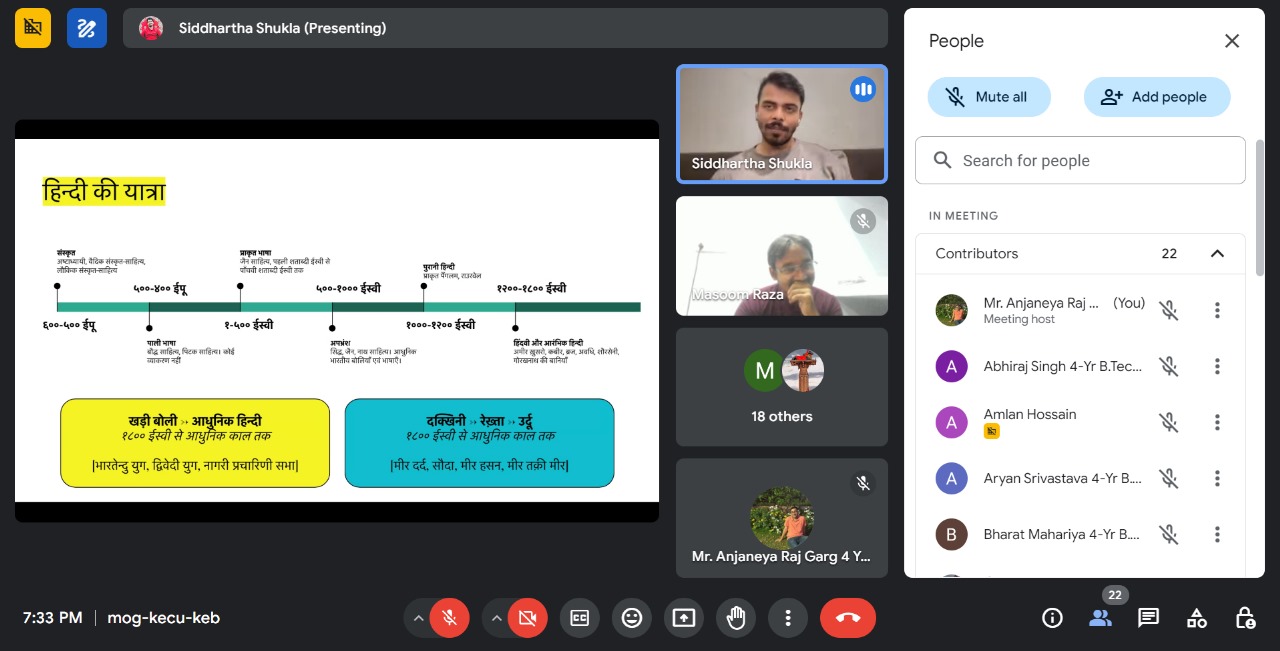 Siddhartha Shukla (Presenting)
हिन्दी की यात्रा
संस्कृत
अष्टाध्यायी, वैदिक संस्कृत-साहित्य,
लौकिक संस्कृत-साहित्य
प्राकृत भाषा
जैन साहित्य, पहली शताब्दी ईस्वी से
पाँचवी शताब्दी ईस्वी तक
पुरानी हिन्दी
प्राकृत पैंगलम, राउरवेल
५००-४०० ईपू
५००-१००० ईस्वी
१२००-१८०० ईस्वी
६००-५०० ईपू
१-५०० ईस्वी
१०००-१२०० ईस्वी
पाली भाषा
बौद्ध साहित्य, पिटक साहित्य। कोई
व्याकरण नहीं
अपभ्रंश
सिद्ध, जैन, नाथ साहित्य। आधुनिक
भारतीय बोलियाँ एवं भाषाएँ।
हिंदवी और आरंभिक हिन्दी
अमीर ख़ुसरो, कबीर, ब्रज, अवधि, शौरसेनी,
गोरखनाथ की बानियाँ
खड़ी बोली ›› आधुनिक हिन्दी
१८०० ईस्वी से आधुनिक काल तक
|भारतेन्दु युग, द्विवेदी युग, नागरी प्रचारिणी सभा|
दक्खिनी ›› रेख़्ता ›› उर्दू
१८०० ईस्वी से आधुनिक काल तक
|मीर दर्द, सौदा, मीर हसन, मीर तक़ी मीर|
Siddhartha Shukla
Masoom Raza
M
18 others
Mr. Anjaneya Raj Garg 4 Y...
People
Mute all
Add people
Search for people
IN MEETING
Contributors 22
Mr. Anjaneya Raj ... (You)
Meeting host
A Abhiraj Singh 4-Yr B.Tec...
A Amlan Hossain
A Aryan Srivastava 4-Yr B....
B Bharat Mahariya 4-Yr B....
7:33 PM | mog-kecu-keb
CC
22